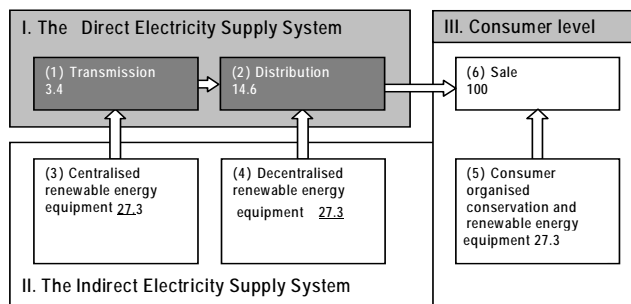 I. The Direct Electricity Supply System
III. Consumer level
(1) Transmission
3.4
(2) Distribution
14.6
(6) Sale
100
(3) Centralised
renewable energy
equipment 27.3
(4) Decentralised
renewable energy
equipment 27.3
(5) Consumer
organised
conservation and
renewable energy
equipment 27.3
II. The Indirect Electricity Supply System